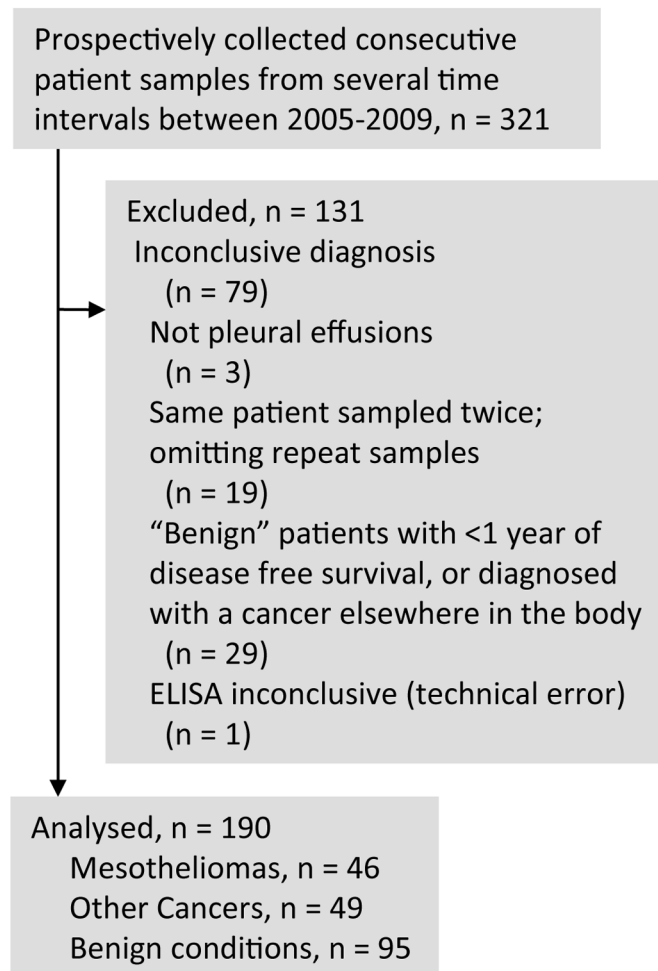 Prospectively collected consecutive
patient samples from several time
intervals between 2005-2009, n = 321
Excluded, n = 131
Inconclusive diagnosis
(n = 79)
Not pleural effusions
(n = 3)
Same patient sampled twice;
omitting repeat samples
(n = 19)
“Benign” patients with <1 year of
disease free survival, or diagnosed
with a cancer elsewhere in the body
(n = 29)
ELISA inconclusive (technical error)
(n = 1)
Analysed, n = 190
Mesotheliomas, n = 46
Other Cancers, n = 49
Benign conditions, n = 95